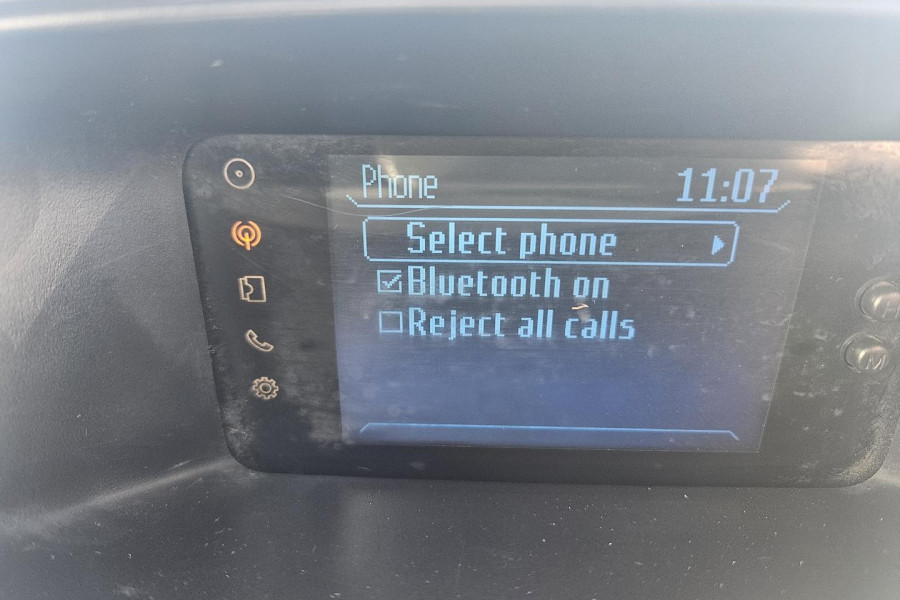 Phone 11:07
Select phone
Bluetooth on
Reject all calls
H
M